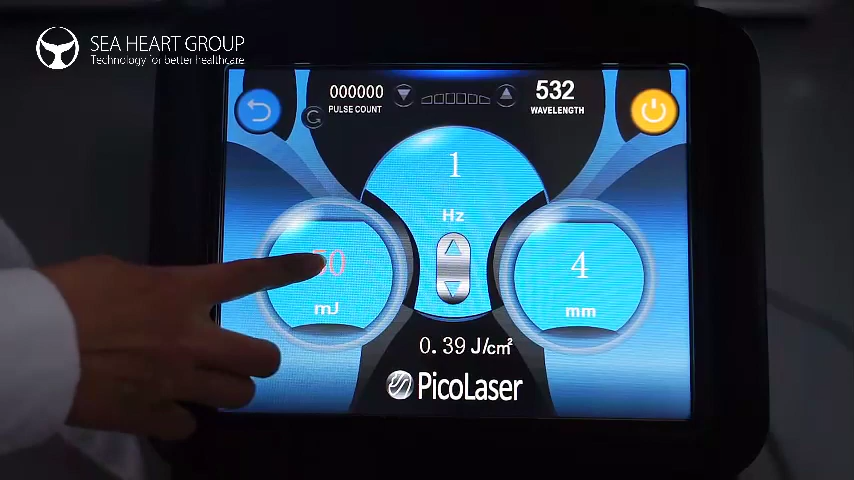 SEA HEART GROUP
Technology for better healthcare
000000
PULSE COUNT
532
WAVELENGTH
1
Hz
50
mJ
4
mm
0.39 J/cm²
PicoLaser